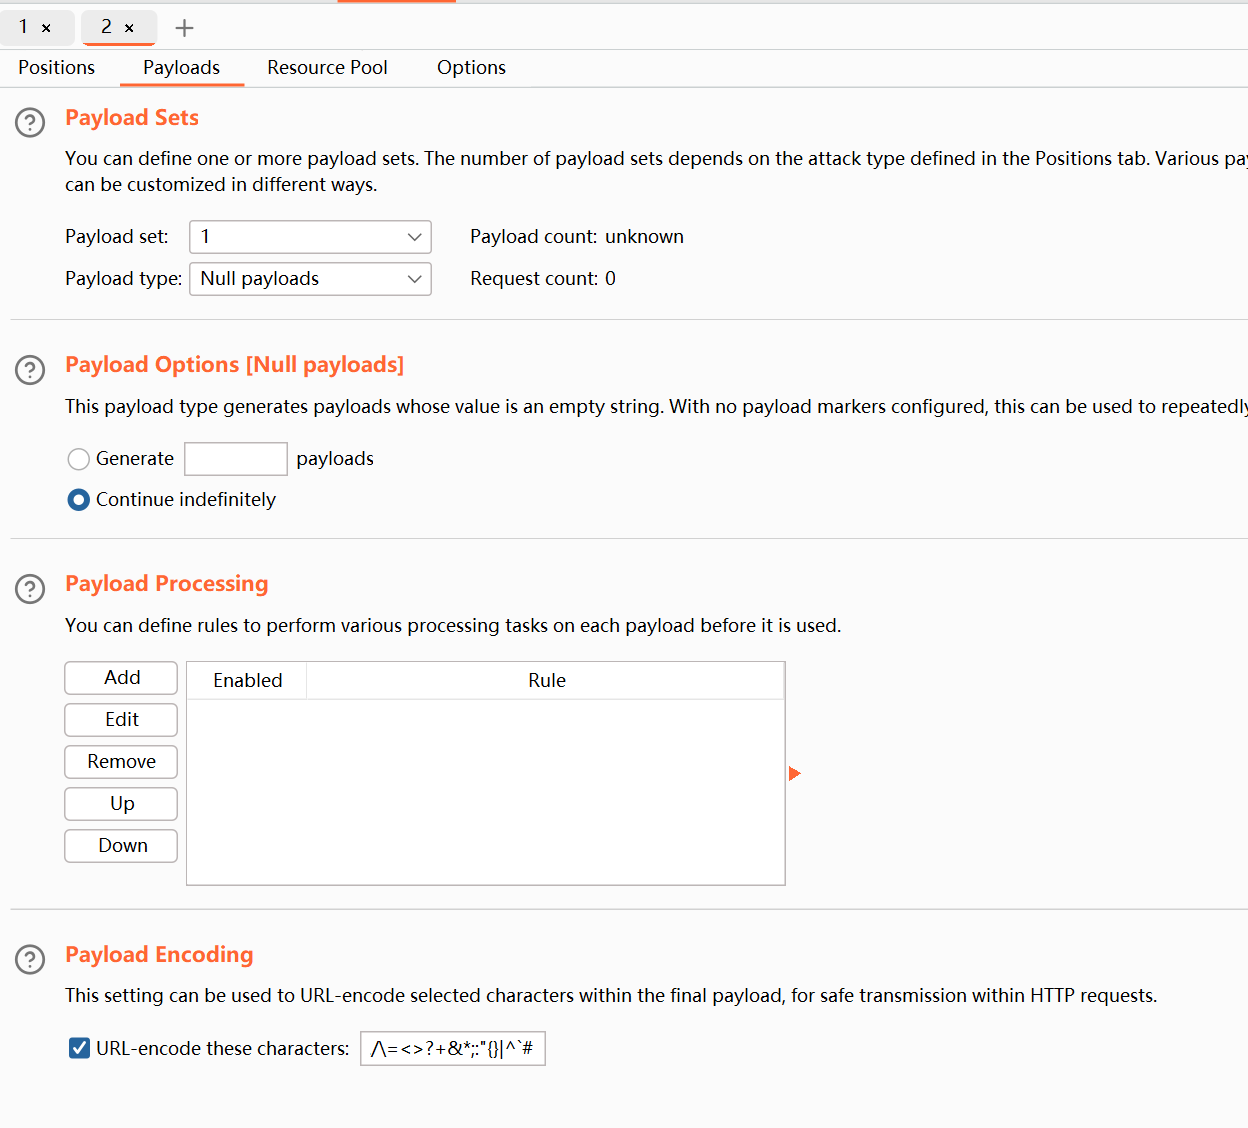 1 × 2 × +
Positions Payloads Resource Pool Options
Payload Sets
You can define one or more payload sets. The number of payload sets depends on the attack type defined in the Positions tab. Various
can be customized in different ways.
Payload set: 1 Payload count: unknown
Payload type: Null payloads Request count: 0
Payload Options [Null payloads]
This payload type generates payloads whose value is an empty string. With no payload markers configured, this can be used to repeatedly
Generate payloads
Continue indefinitely
Payload Processing
You can define rules to perform various processing tasks on each payload before it is used.
Add
Edit
Remove
Up
Down
Enabled Rule
Payload Encoding
This setting can be used to URL-encode selected characters within the final payload, for safe transmission within HTTP requests.
URL-encode these characters: /\=<>?+&*;:"{}|^`#